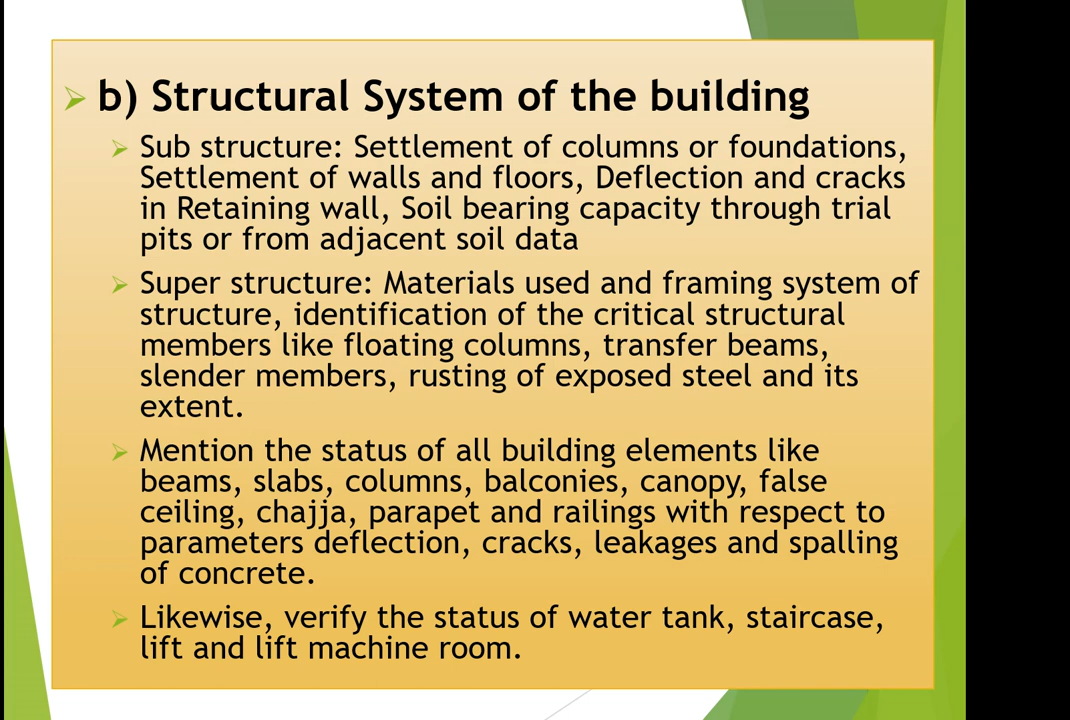 b) Structural System of the building
Sub structure: Settlement of columns or foundations,
Settlement of walls and floors, Deflection and cracks
in Retaining wall, Soil bearing capacity through trial
pits or from adjacent soil data
Super structure: Materials used and framing system of
structure, identification of the critical structural
members like floating columns, transfer beams,
slender members, rusting of exposed steel and its
extent.
Mention the status of all building elements like
beams, slabs, columns, balconies, canopy, false
ceiling, chajja, parapet and railings with respect to
parameters deflection, cracks, leakages and spalling
of concrete.
Likewise, verify the status of water tank, staircase,
lift and lift machine room.